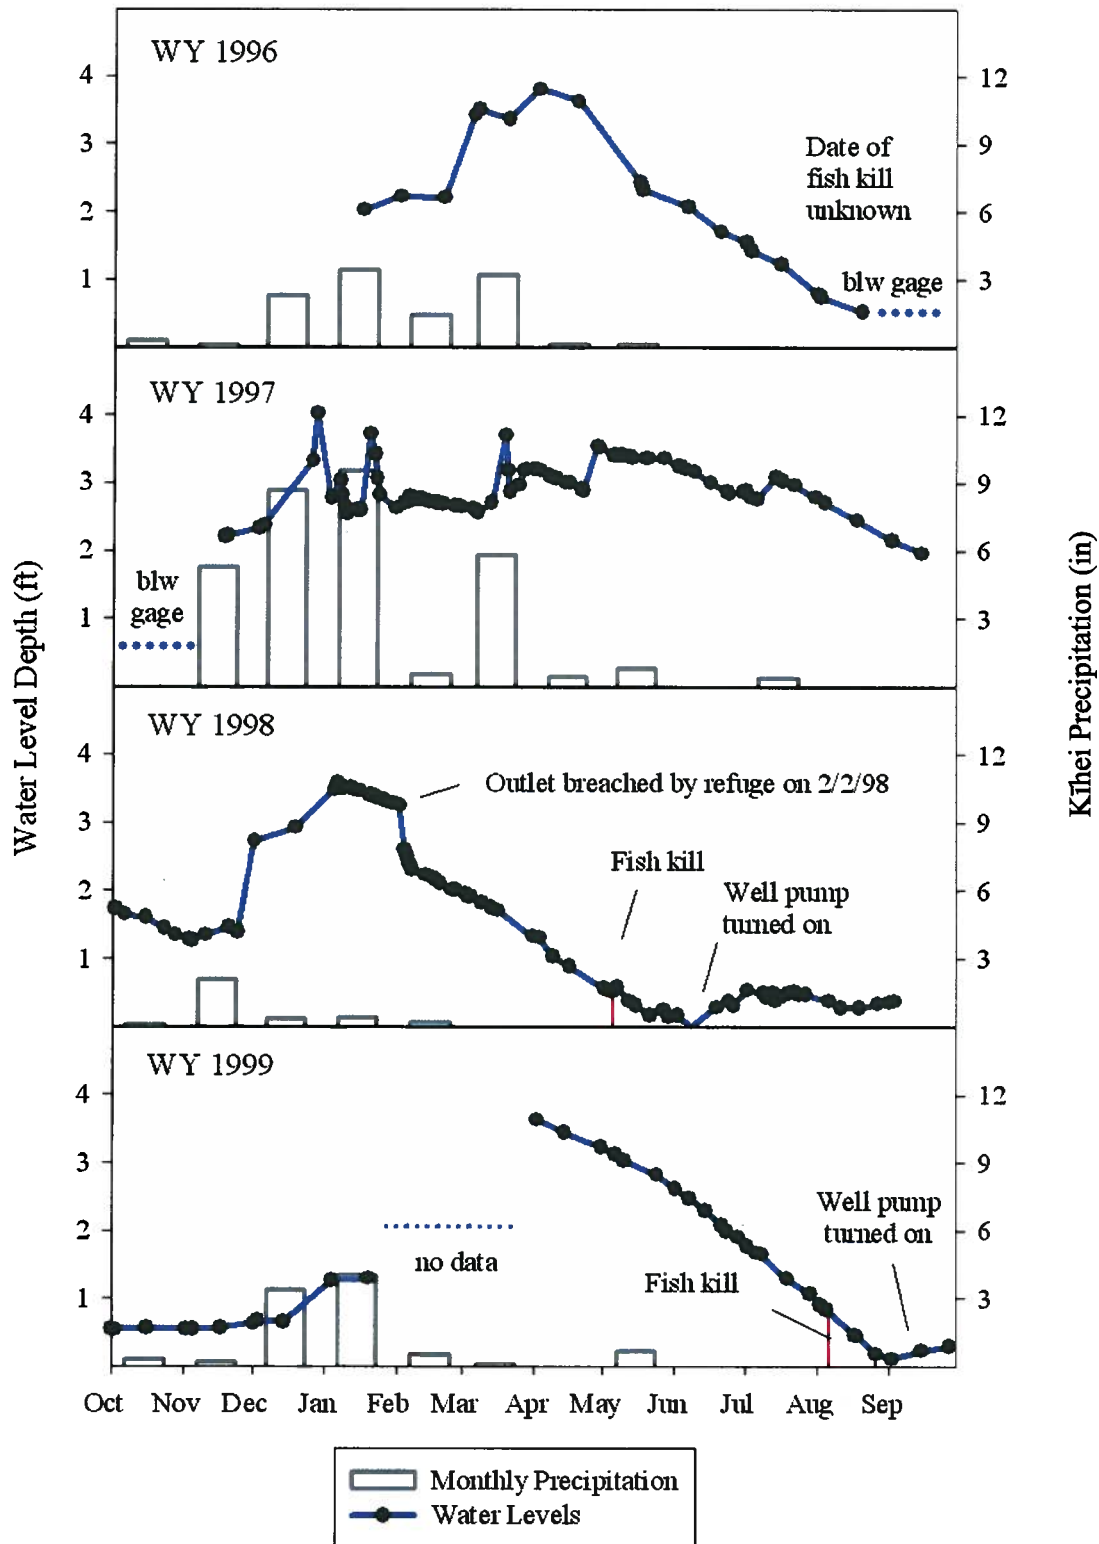 WY 1996
4
3
2
1
12
9
6
3
Date of
fish kill
unknown
blw gage
WY 1997
4
3
2
1
12
9
6
3
blw
gage
Water Level Depth (ft)
Kīhei Precipitation (in)
WY 1998
4
3
2
1
12
9
6
3
Outlet breached by refuge on 2/2/98
Fish kill
Well pump
turned on
WY 1999
4
3
2
1
12
9
6
3
no data
Well pump
turned on
Fish kill
Oct Nov Dec Jan Feb Mar Apr May Jun Jul Aug Sep
Monthly Precipitation
Water Levels